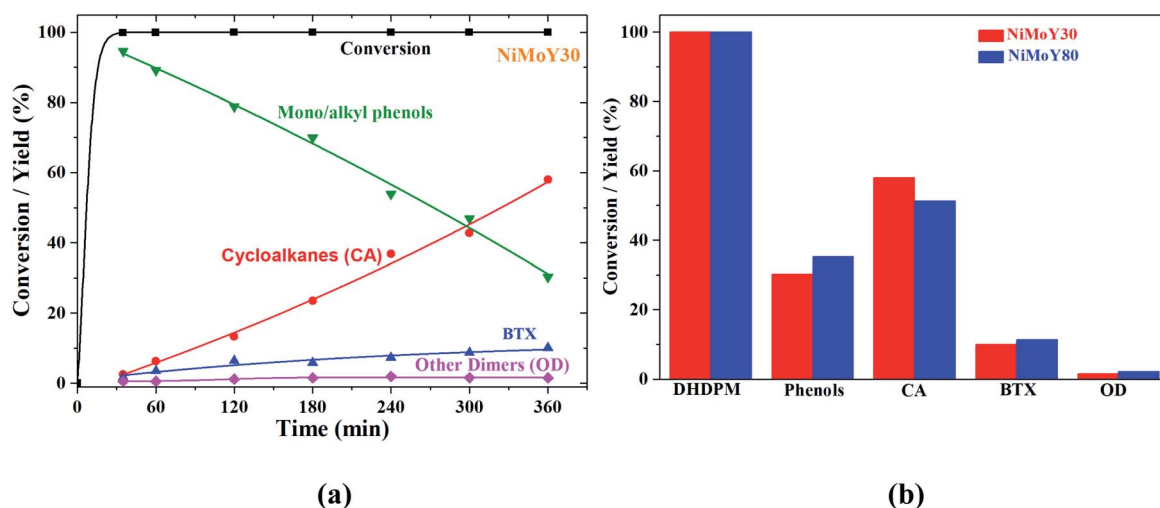 100
80
60
40
20
0
Conversion / Yield (%)
Conversion
NiMoY30
Mono/alkyl phenols
Cycloalkanes (CA)
BTX
Other Dimers (OD)
0 60 120 180 240 300 360
Time (min)
(a)
100
80
60
40
20
0
Conversion / Yield (%)
NiMoY30
NiMoY80
DHDPM Phenols CA BTX OD
(b)